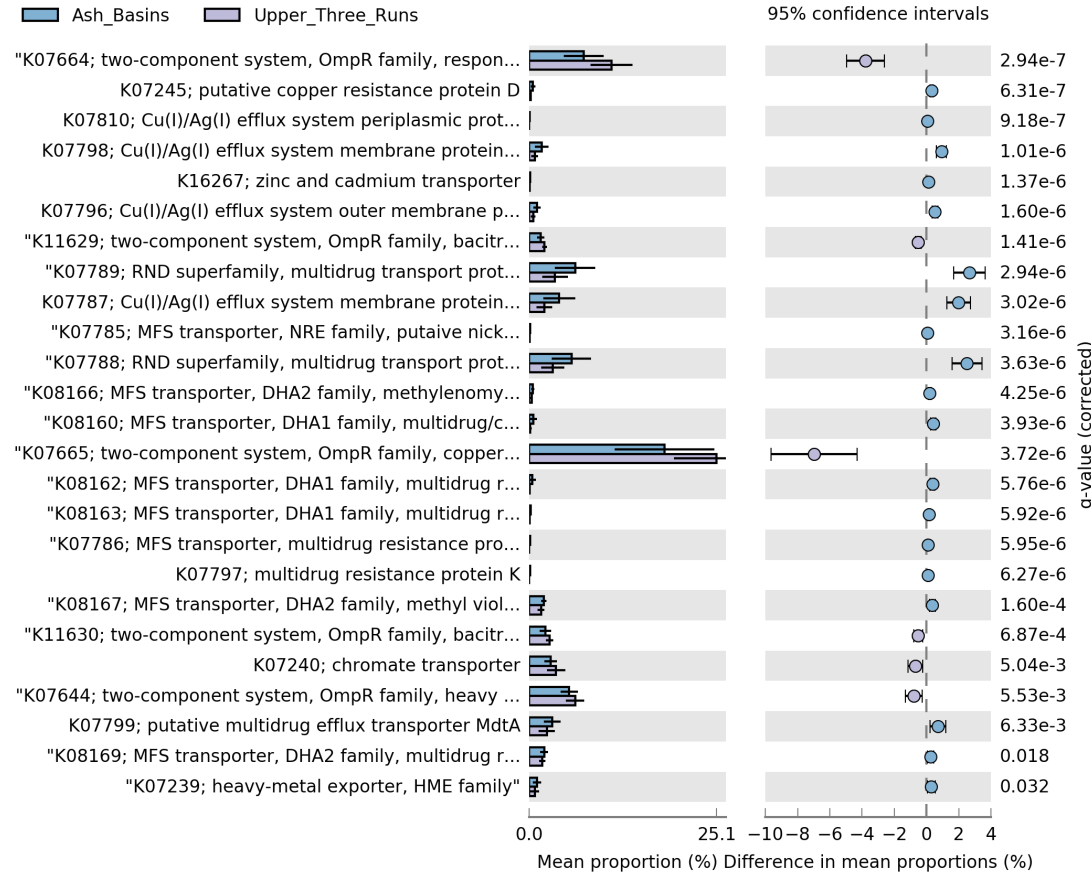 Ash_Basins Upper_Three_Runs 95% confidence intervals
"K07664; two-component system, OmpR family, respon... 2.94e-7
K07245; putative copper resistance protein D 6.31e-7
K07810; Cu(I)/Ag(I) efflux system periplasmic prot... 9.18e-7
K07798; Cu(I)/Ag(I) efflux system membrane protein... 1.01e-6
K16267; zinc and cadmium transporter 1.37e-6
K07796; Cu(I)/Ag(I) efflux system outer membrane p... 1.60e-6
"K11629; two-component system, OmpR family, bacitr... 1.41e-6
"K07789; RND superfamily, multidrug transport prot... 2.94e-6
K07787; Cu(I)/Ag(I) efflux system membrane protein... 3.02e-6
"K07785; MFS transporter, NRE family, putaive nick... 3.16e-6
"K07788; RND superfamily, multidrug transport prot... 3.63e-6
"K08166; MFS transporter, DHA2 family, methylenomy... 4.25e-6
"K08160; MFS transporter, DHA1 family, multidrug/c... 3.93e-6
"K07665; two-component system, OmpR family, copper... 3.72e-6
"K08162; MFS transporter, DHA1 family, multidrug r... 5.76e-6
"K08163; MFS transporter, DHA1 family, multidrug r... 5.92e-6
"K07786; MFS transporter, multidrug resistance pro... 5.95e-6
K07797; multidrug resistance protein K 6.27e-6
"K08167; MFS transporter, DHA2 family, methyl viol... 1.60e-4
"K11630; two-component system, OmpR family, bacitr... 6.87e-4
K07240; chromate transporter 5.04e-3
"K07644; two-component system, OmpR family, heavy ... 5.53e-3
K07799; putative multidrug efflux transporter MdtA 6.33e-3
"K08169; MFS transporter, DHA2 family, multidrug r... 0.018
"K07239; heavy-metal exporter, HME family" 0.032
q-value (corrected)
0.0 25.1 −10 −8 −6 −4 −2 0 2 4
Mean proportion (%) Difference in mean proportions (%)